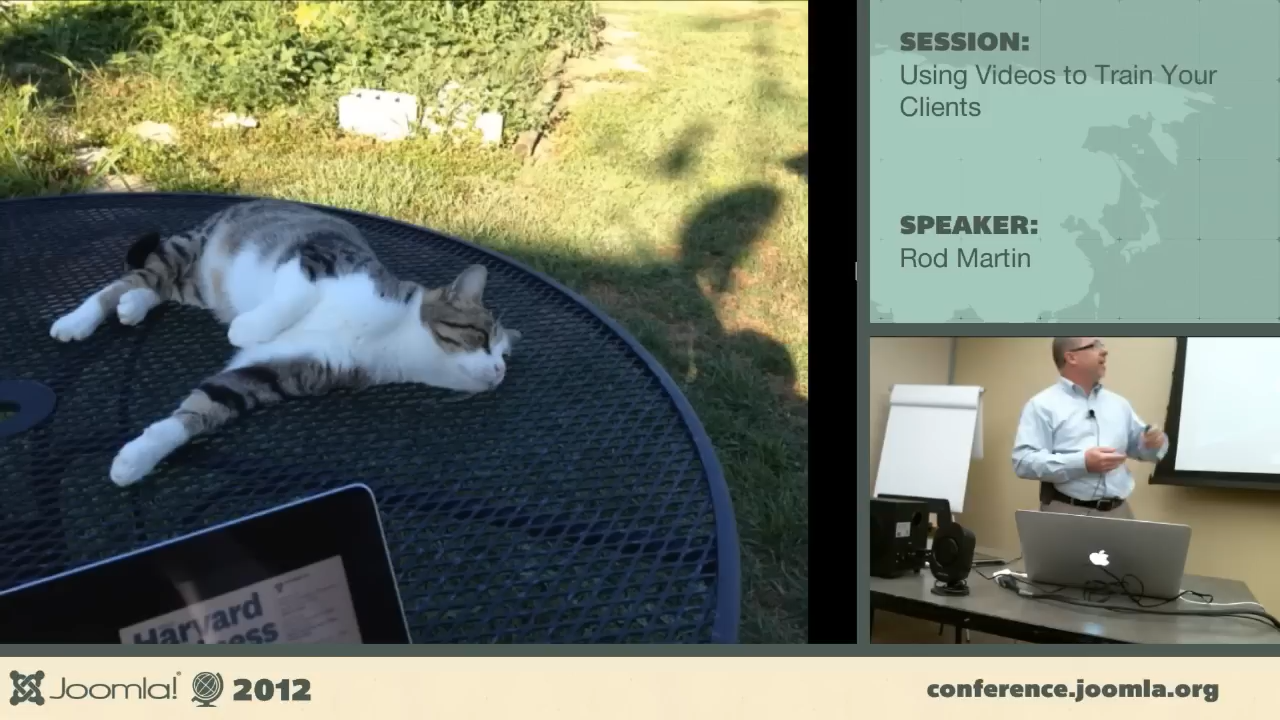 SESSION:
Using Videos to Train Your
Clients
SPEAKER:
Rod Martin
Harvard
Joomla! 2012
conference.joomla.org